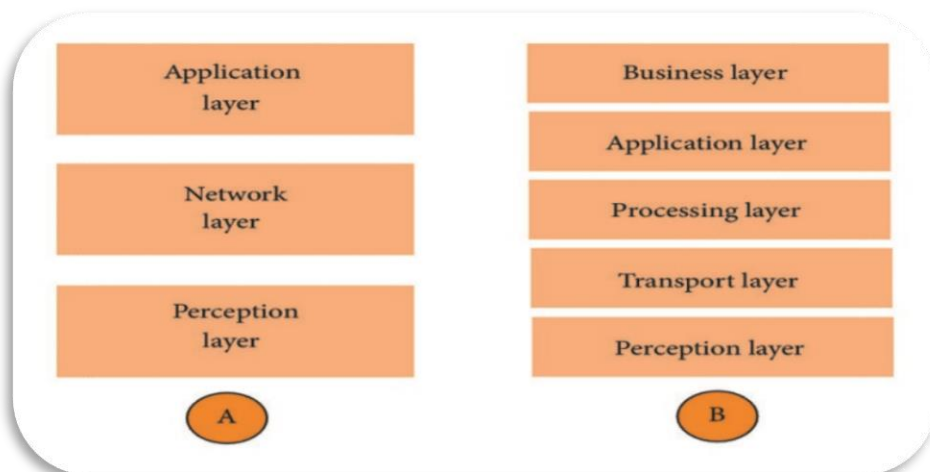 Application
layer
Network
layer
Perception
layer
A
Business layer
Application layer
Processing layer
Transport layer
Perception layer
B